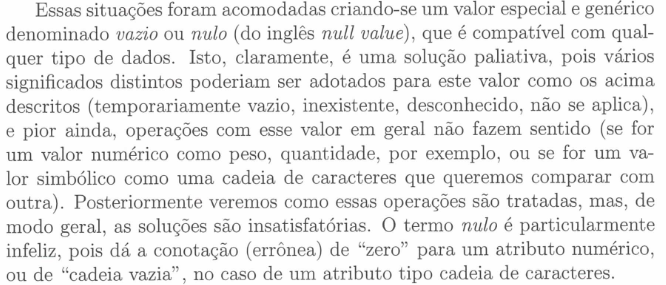 Essas situações foram acomodadas criando-se um valor especial e genérico
denominado vazio ou nulo (do inglês null value), que é compatível com qual-
quer tipo de dados. Isto, claramente, é uma solução paliativa, pois vários
significados distintos poderiam ser adotados para este valor como os acima
descritos (temporariamente vazio, inexistente, desconhecido, não se aplica),
e pior ainda, operações com esse valor em geral não fazem sentido (se for
um valor numérico como peso, quantidade, por exemplo, ou se for um va-
lor simbólico como uma cadeia de caracteres que queremos comparar com
outra). Posteriormente veremos como essas operações são tratadas, mas, de
modo geral, as soluções são insatisfatórias. O termo nulo é particularmente
infeliz, pois dá a conotação (errônea) de “zero” para um atributo numérico,
ou de “cadeia vazia”, no caso de um atributo tipo cadeia de caracteres.